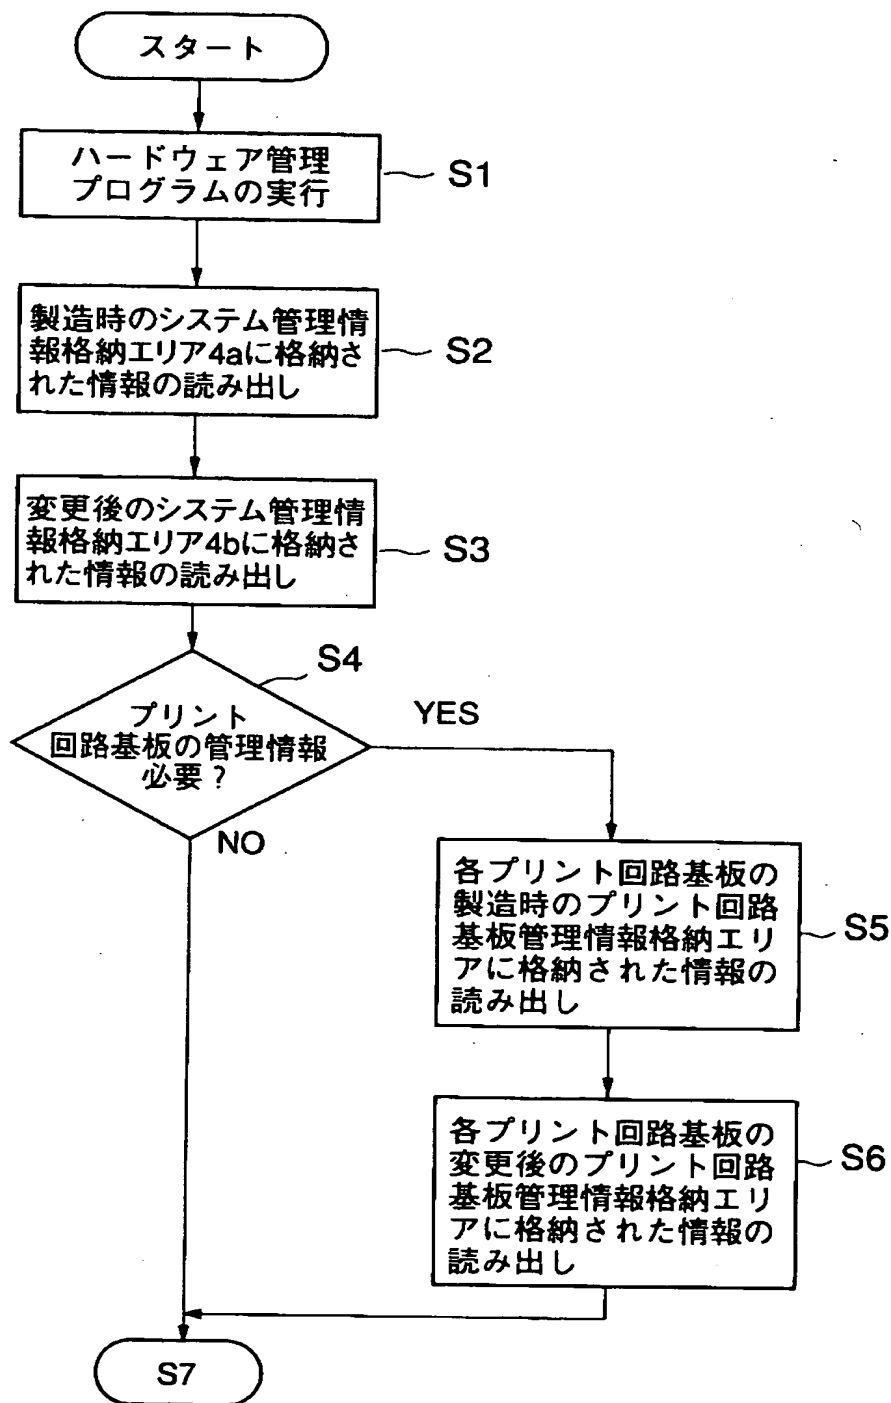 スタート
ハードウェア管理
プログラムの実行
S1
製造時のシステム管理情
報格納エリア4aに格納さ
れた情報の読み出し
S2
変更後のシステム管理情
報格納エリア4bに格納さ
れた情報の読み出し
S3
S4
プリント
回路基板の管理情報
必要?
YES
NO
各プリント回路基板の
製造時のプリント回路
基板管理情報格納エリ
アに格納された情報の
読み出し
S5
各プリント回路基板の
変更後のプリント回路
基板管理情報格納エリ
アに格納された情報の
読み出し
S6
S7